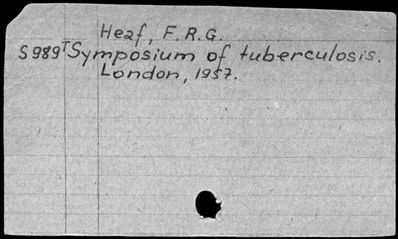 Heaf, F.R.G.
S989T Symposium of tuberculosis.
London, 1957.